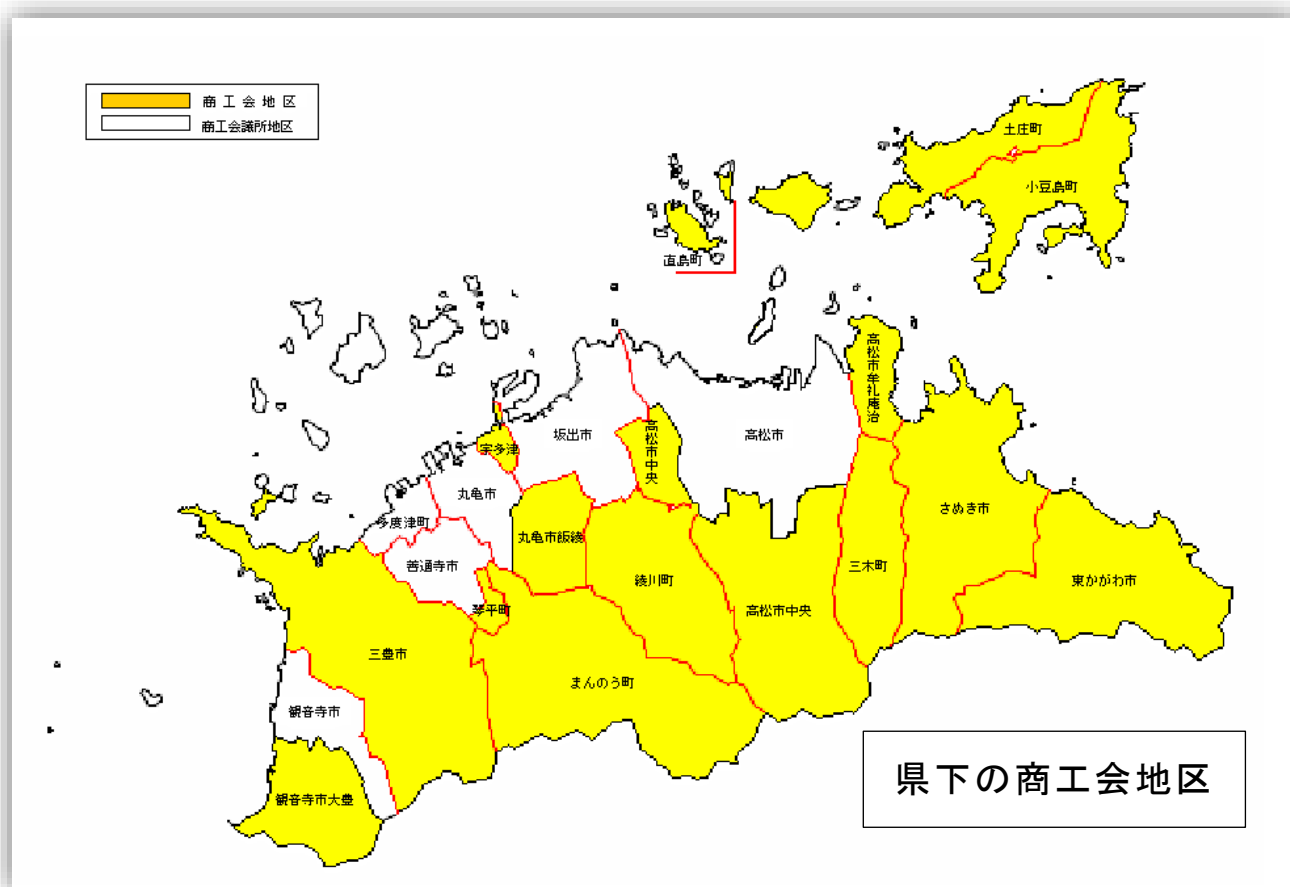 商工会地区
商工会議所地区
土庄町
小豆島町
直島町
高松市牟礼庵治
高松市中央
坂出市
高松市
宇多津
丸亀市
多度津町
善通寺市
丸亀市飯綾
さぬき市
綾川町
三木町
東かがわ市
琴平町
高松市中央
三豊市
まんのう町
観音寺市
観音寺市大豊
県下の商工会地区